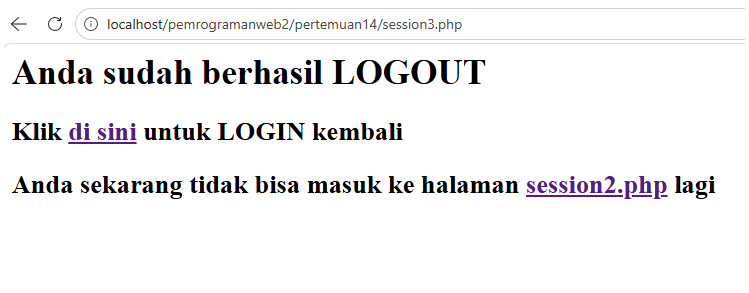 localhost/pemrogramanweb2/pertemuan14/session3.php
Anda sudah berhasil LOGOUT
Klik di sini untuk LOGIN kembali
Anda sekarang tidak bisa masuk ke halaman session2.php lagi